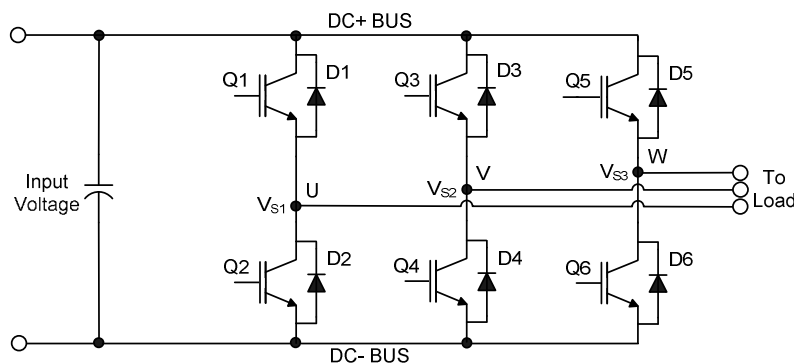 DC+ BUS
Q1
D1
Q3
D3
Q5
D5
Input
Voltage
VS1
U
VS2
V
VS3
W
To
Load
Q2
D2
Q4
D4
Q6
D6
DC- BUS